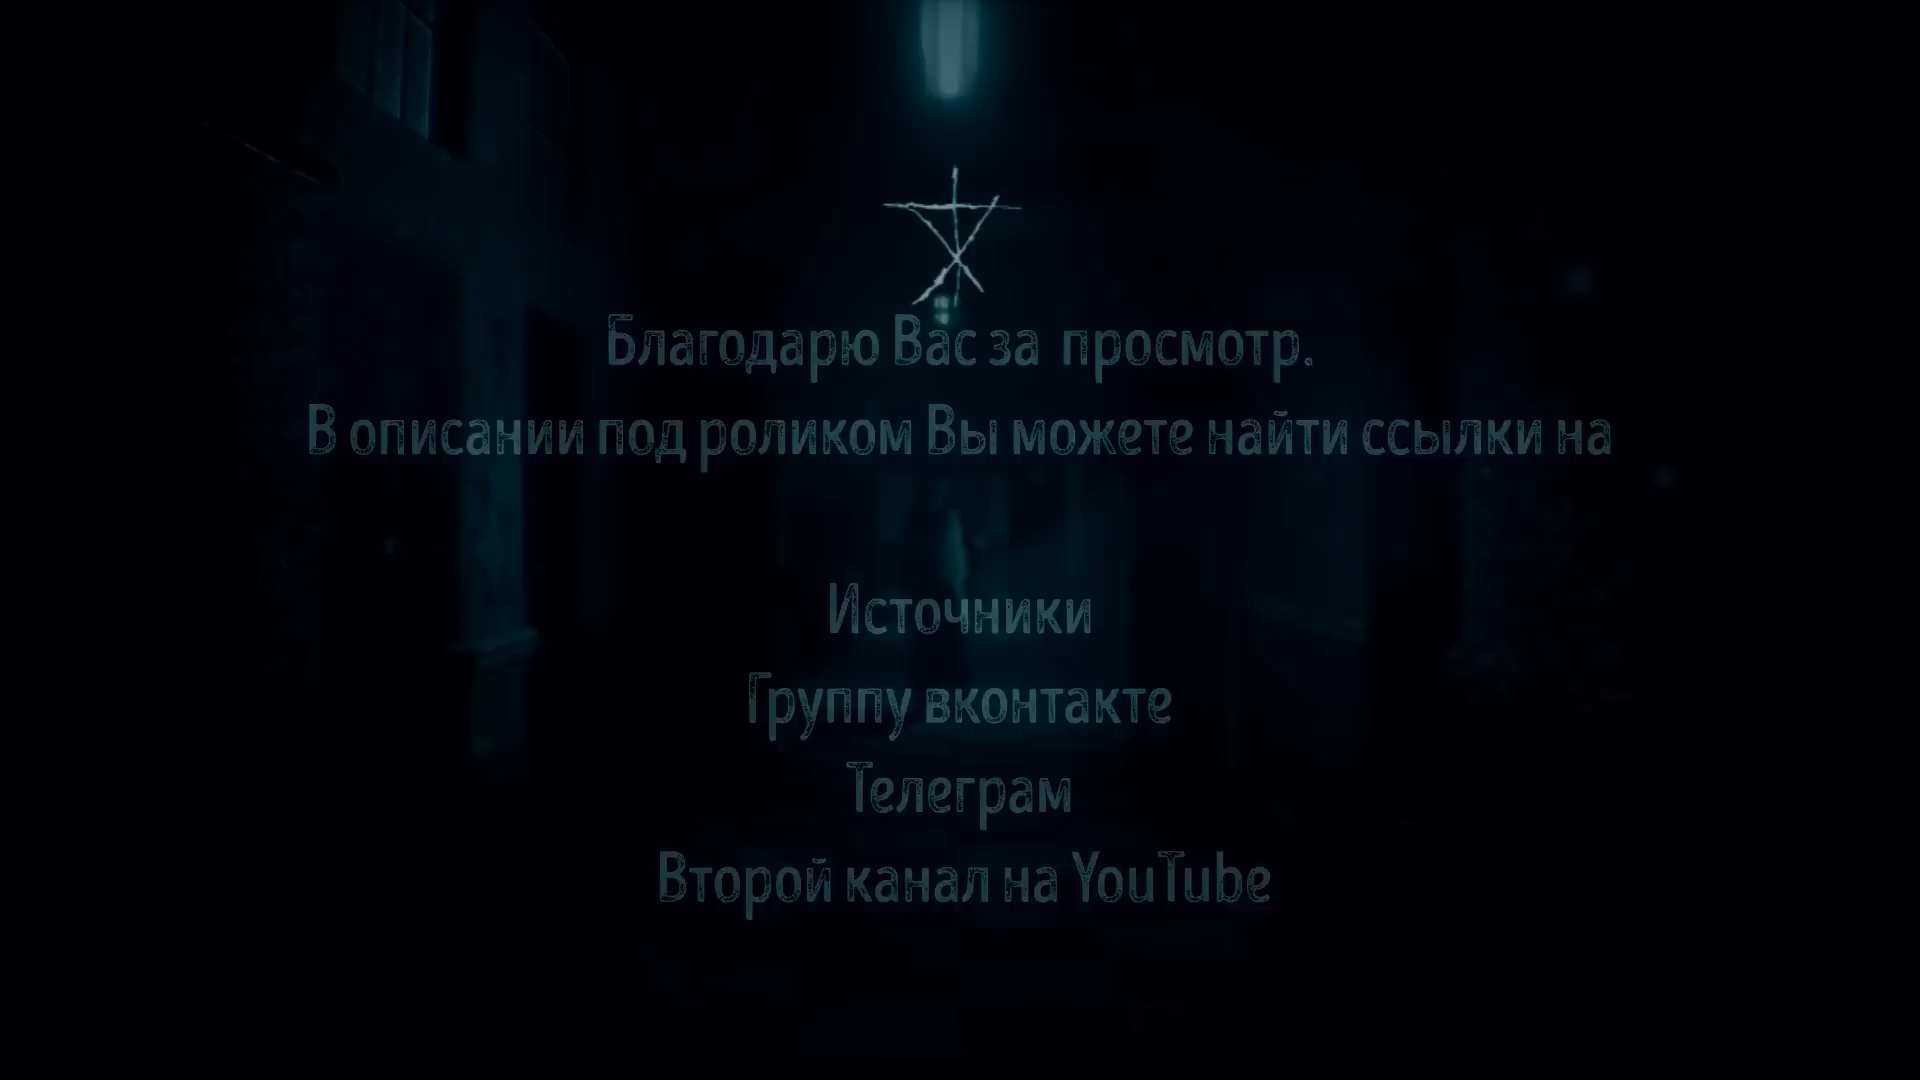 Благодарю Вас за просмотр.
В описании под роликом Вы можете найти ссылки на
Источники
Группу вконтакте
Телеграм
Второй канал на YouTube